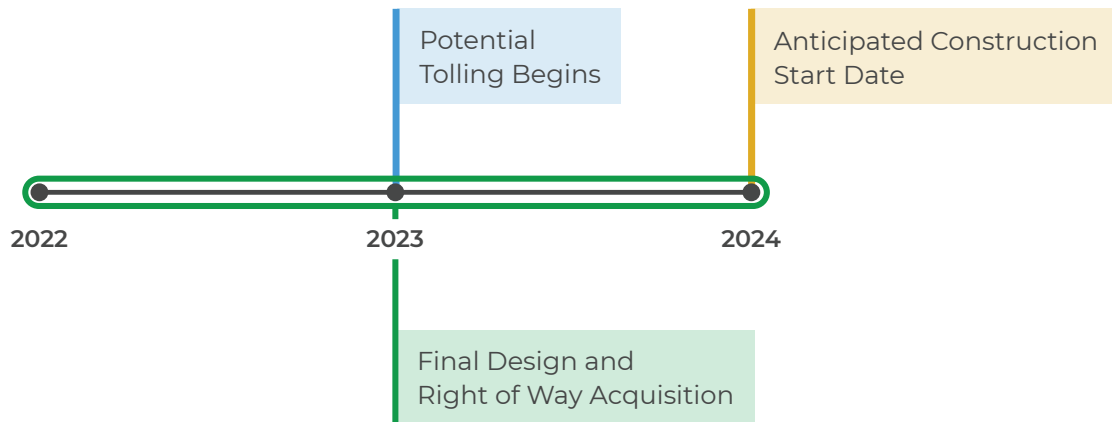 Potential
Tolling Begins
Anticipated Construction
Start Date
2022
2023
2024
Final Design and
Right of Way Acquisition